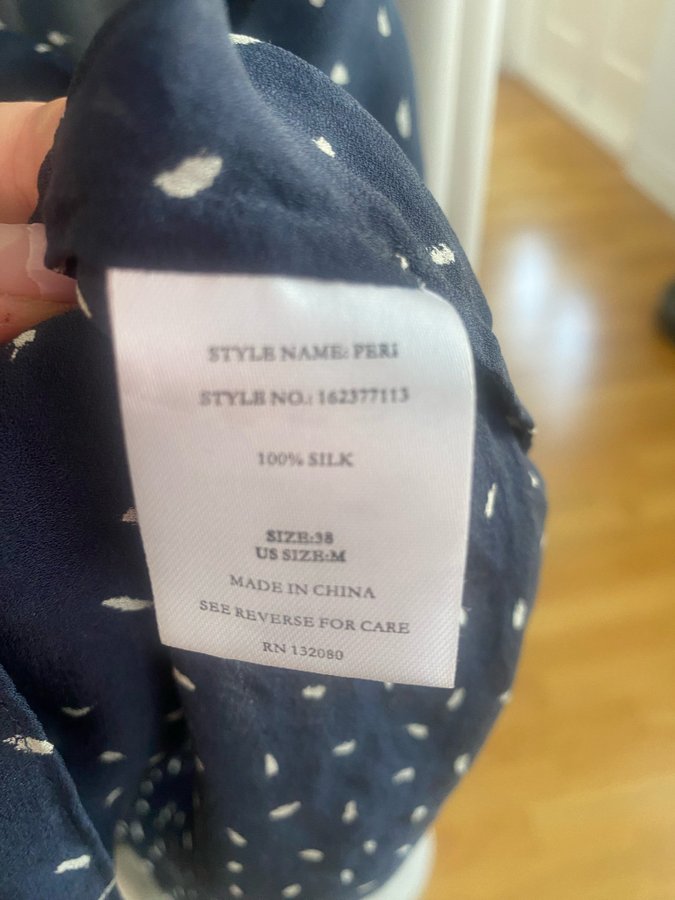 STYLE NAME: PERI
STYLE NO.: 162377113
100% SILK
SIZE:38
US SIZE:M
MADE IN CHINA
SEE REVERSE FOR CARE
RN 132080